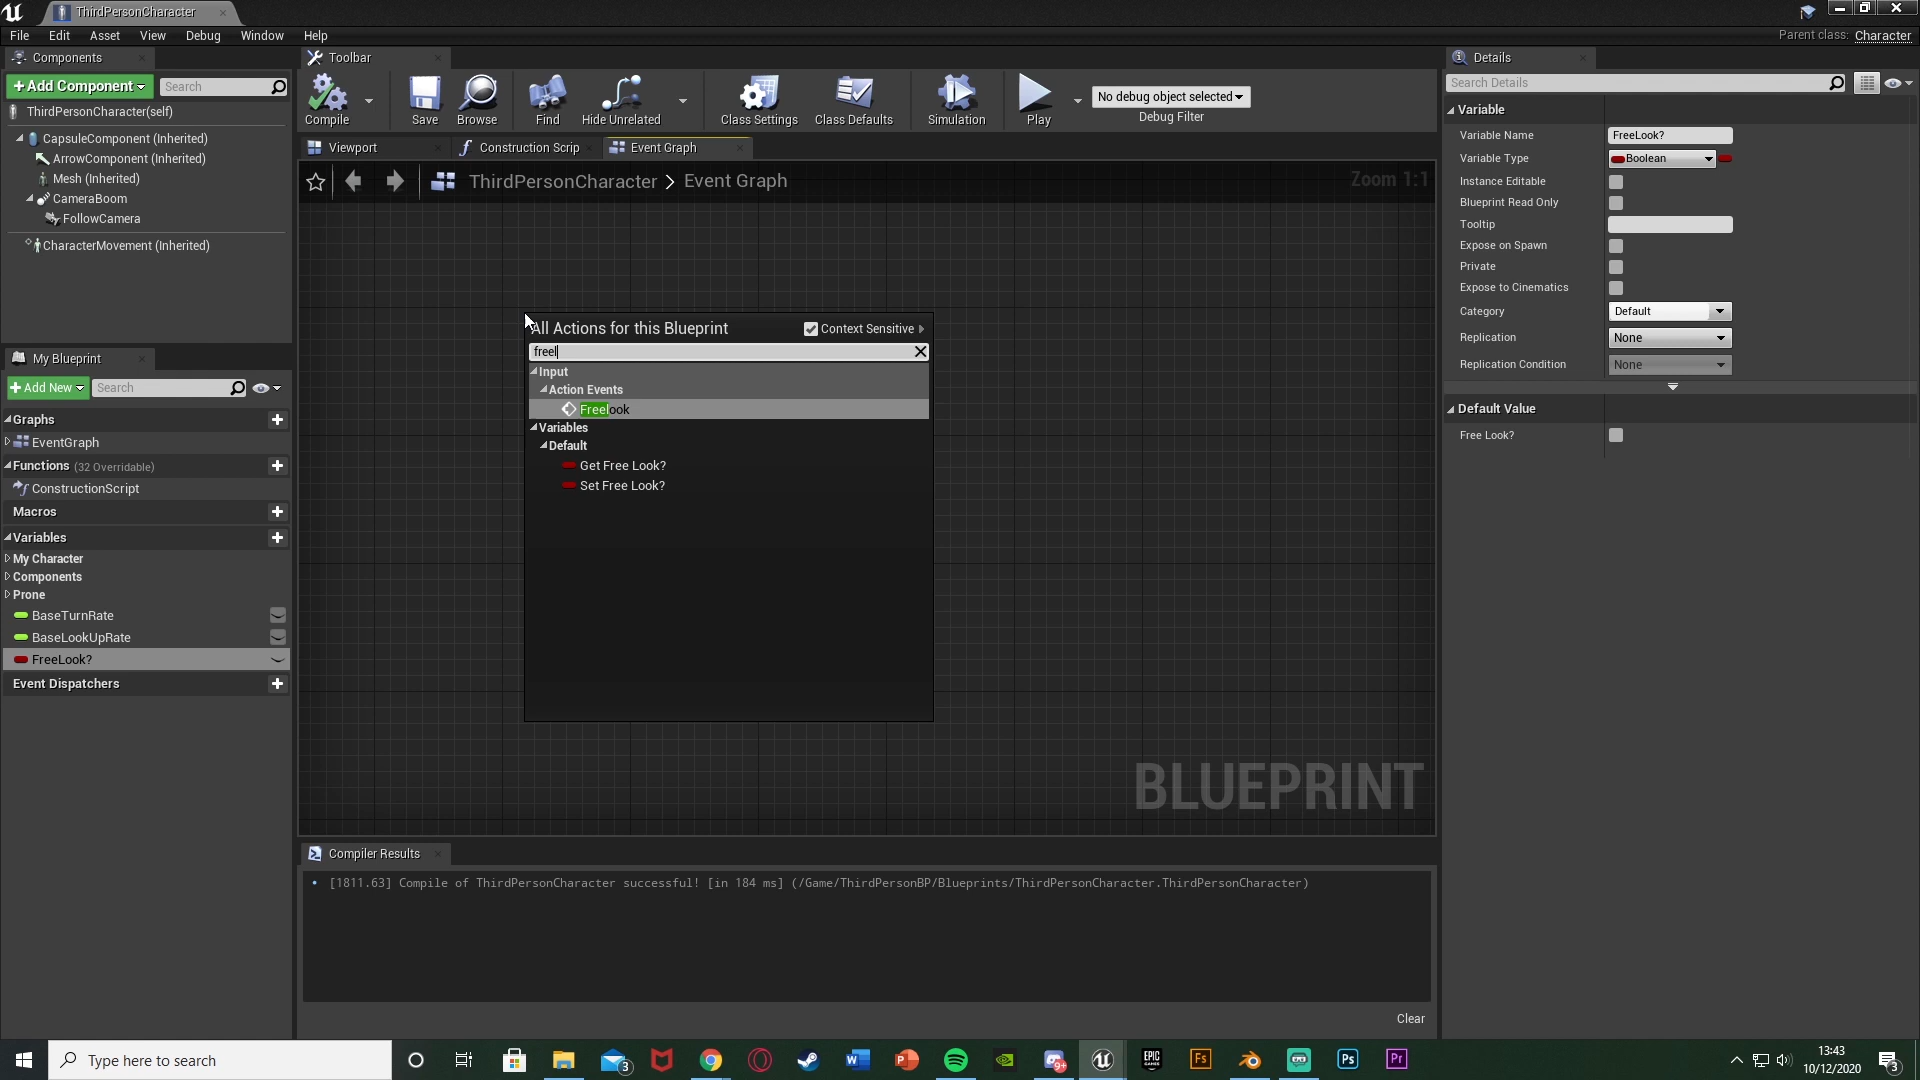 ThirdPersonCharacter
File Edit Asset View Debug Window Help
Parent class: Character
Components
+Add Component
Search
ThirdPersonCharacter(self)
CapsuleComponent (Inherited)
ArrowComponent (Inherited)
Mesh (Inherited)
CameraBoom
FollowCamera
CharacterMovement (Inherited)
My Blueprint
+Add New
Search
Graphs
EventGraph
Functions (32 Overridable)
ConstructionScript
Macros
Variables
My Character
Components
Prone
BaseTurnRate
BaseLookUpRate
FreeLook?
Event Dispatchers
Toolbar
Compile
Save
Browse
Find
Hide Unrelated
Class Settings
Class Defaults
Simulation
Play
No debug object selected
Debug Filter
Viewport
Construction Scrip
Event Graph
ThirdPersonCharacter > Event Graph
Zoom 1:1
All Actions for this Blueprint
Context Sensitive
freel
Input
Action Events
Freelook
Variables
Default
Get Free Look?
Set Free Look?
BLUEPRINT
Compiler Results
• [1811.63] Compile of ThirdPersonCharacter successful! [in 184 ms] (/Game/ThirdPersonBP/Blueprints/ThirdPersonCharacter.ThirdPersonCharacter)
Clear
Details
Search Details
Variable
Variable Name FreeLook?
Variable Type Boolean
Instance Editable
Blueprint Read Only
Tooltip
Expose on Spawn
Private
Expose to Cinematics
Category Default
Replication None
Replication Condition None
Default Value
Free Look?
Type here to search
3
W
P
9+
EPIC GAMES
Fs
Ps
Pr
13:43
10/12/2020
3